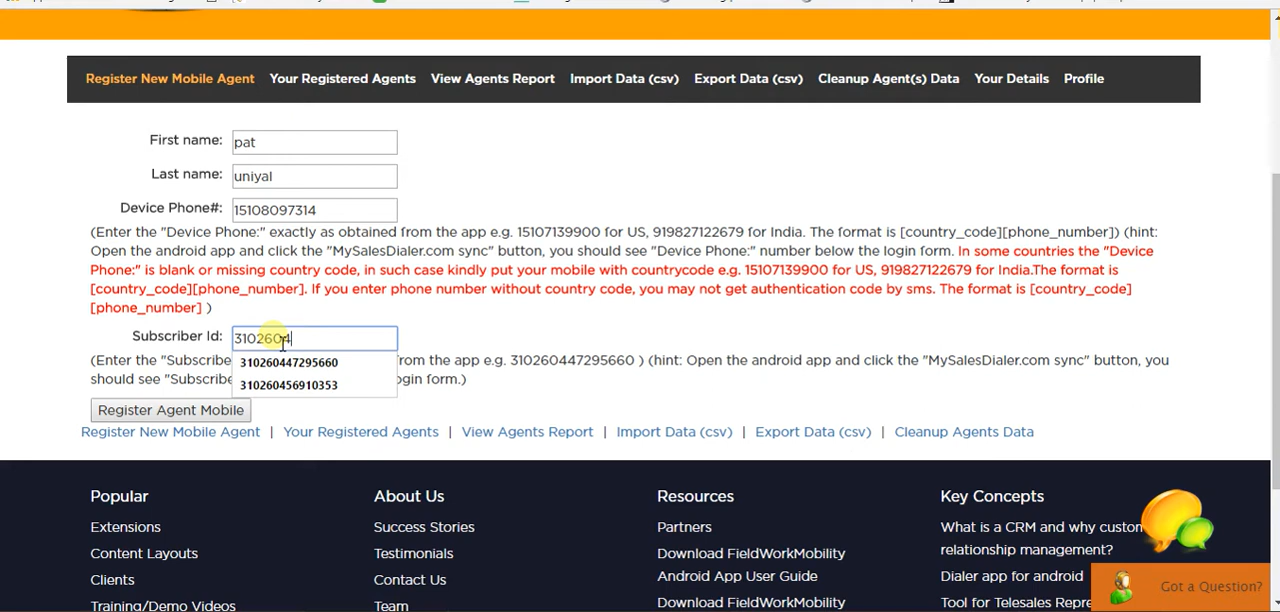 Register New Mobile Agent Your Registered Agents View Agents Report Import Data (csv) Export Data (csv) Cleanup Agent(s) Data Your Details Profile
First name: pat
Last name: uniyal
Device Phone#: 15108097314
(Enter the "Device Phone:" exactly as obtained from the app e.g. 15107139900 for US, 919827122679 for India. The format is [country_code][phone_number]) (hint:
Open the android app and click the "MySalesDialer.com sync" button, you should see "Device Phone:" number below the login form. In some countries the "Device
Phone:" is blank or missing country code, in such case kindly put your mobile with countrycode e.g. 15107139900 for US, 919827122679 for India.The format is
[country_code][phone_number]. If you enter phone number without country code, you may not get authentication code by sms. The format is [country_code]
[phone_number] )
Subscriber Id: 3102604
310260447295660
310260456910353
(Enter the "Subscribe from the app e.g. 310260447295660 ) (hint: Open the android app and click the "MySalesDialer.com sync" button, you
should see "Subscribe ogin form.)
Register Agent Mobile
Register New Mobile Agent | Your Registered Agents | View Agents Report | Import Data (csv) | Export Data (csv) | Cleanup Agents Data
Popular About Us Resources Key Concepts
Extensions Success Stories Partners What is a CRM and why custom
relationship management?
Content Layouts Testimonials Download FieldWorkMobility
Clients Contact Us Android App User Guide Dialer app for android
Training/Demo Videos Team Download FieldWorkMobility Tool for Telesales Repre
Got a Question?